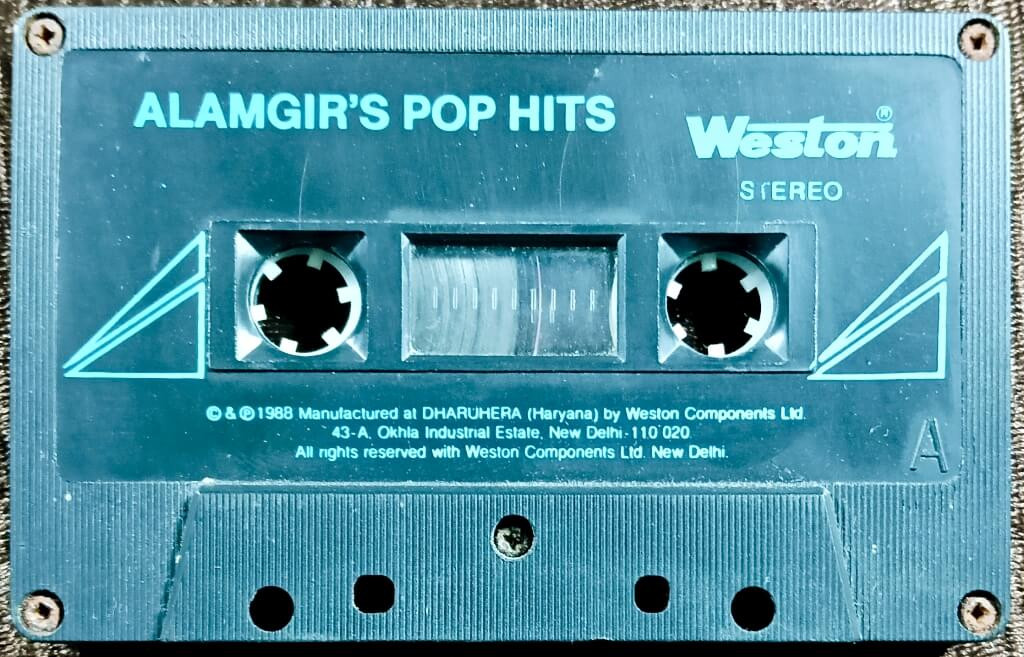 ALAMGIR'S POP HITS
Weston®
STEREO
© & ℗ 1988 Manufactured at DHARUHERA (Haryana) by Weston Components Ltd.
43-A, Okhla Industrial Estate, New Delhi-110 020
All rights reserved with Weston Components Ltd. New Delhi.
A